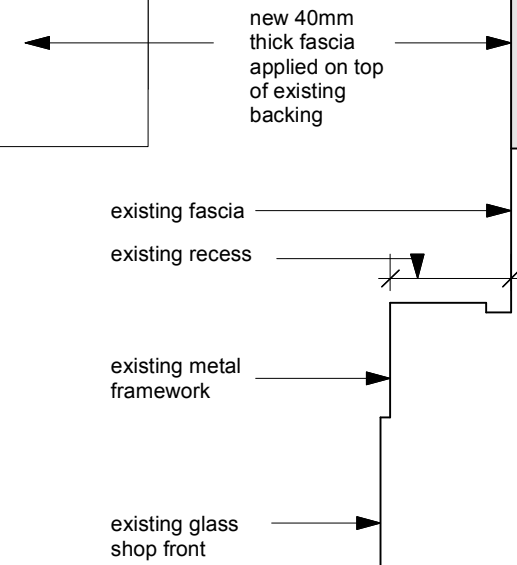 new 40mm
thick fascia
applied on top
of existing
backing
existing fascia
existing recess
existing metal
framework
existing glass
shop front